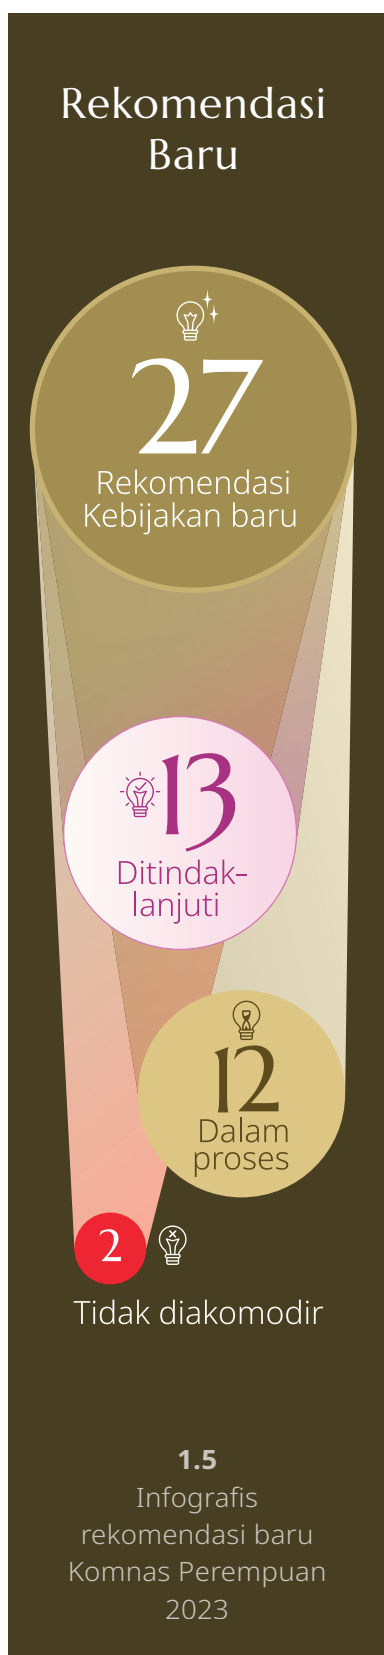 Rekomendasi
Baru
27
Rekomendasi
Kebijakan baru
13
Ditindak-
lanjuti
12
Dalam
proses
2
Tidak diakomodir
1.5
Infografis
rekomendasi baru
Komnas Perempuan
2023